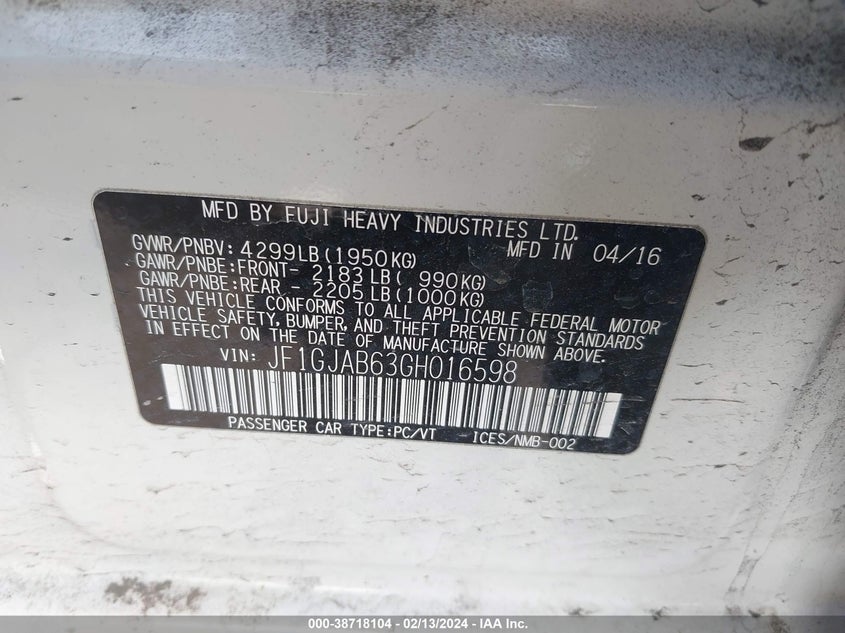 MFD BY FUJI HEAVY INDUSTRIES LTD.
GVWR/PNBV: 4299LB(1950KG) MFD IN 04/16
GAWR/PNBE:FRONT- 2183LB( 990KG)
GAWR/PNBE:REAR - 2205LB(1000KG)
THIS VEHICLE CONFORMS TO ALL APPLICABLE FEDERAL MOTOR
VEHICLE SAFETY, BUMPER, AND THEFT PREVENTION STANDARDS
IN EFFECT ON THE DATE OF MANUFACTURE SHOWN ABOVE.
VIN: JF1GJAB63GH016598
PASSENGER CAR TYPE:PC/VT ICES/NMB-002
000-38718104 - 02/13/2024 - IAA Inc.